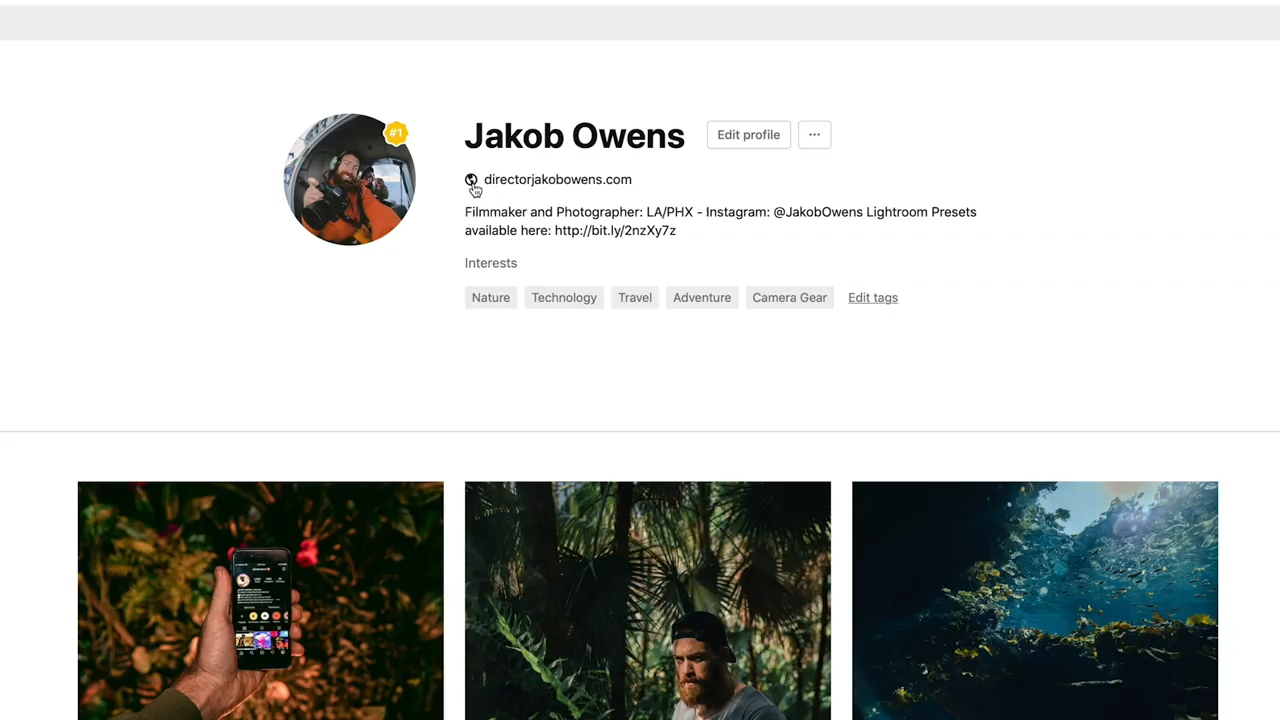 #1
Jakob Owens
Edit profile
...
directorjakobowens.com
Filmmaker and Photographer: LA/PHX - Instagram: @JakobOwens Lightroom Presets
available here: http://bit.ly/2nzXy7z
Interests
Nature Technology Travel Adventure Camera Gear Edit tags